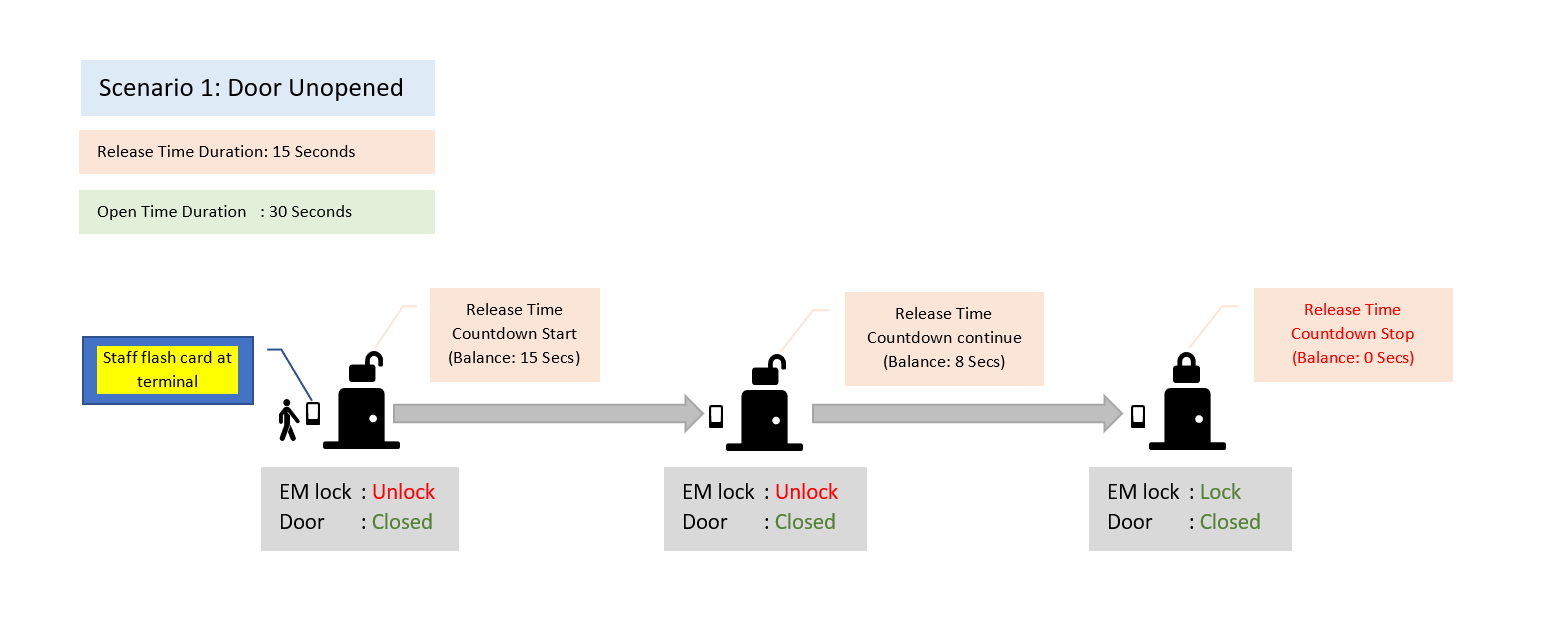 Scenario 1: Door Unopened
Release Time Duration: 15 Seconds
Open Time Duration : 30 Seconds
Staff flash card at
terminal
Release Time
Countdown Start
(Balance: 15 Secs)
Release Time
Countdown continue
(Balance: 8 Secs)
Release Time
Countdown Stop
(Balance: 0 Secs)
EM lock : Unlock
Door : Closed
EM lock : Unlock
Door : Closed
EM lock : Lock
Door : Closed